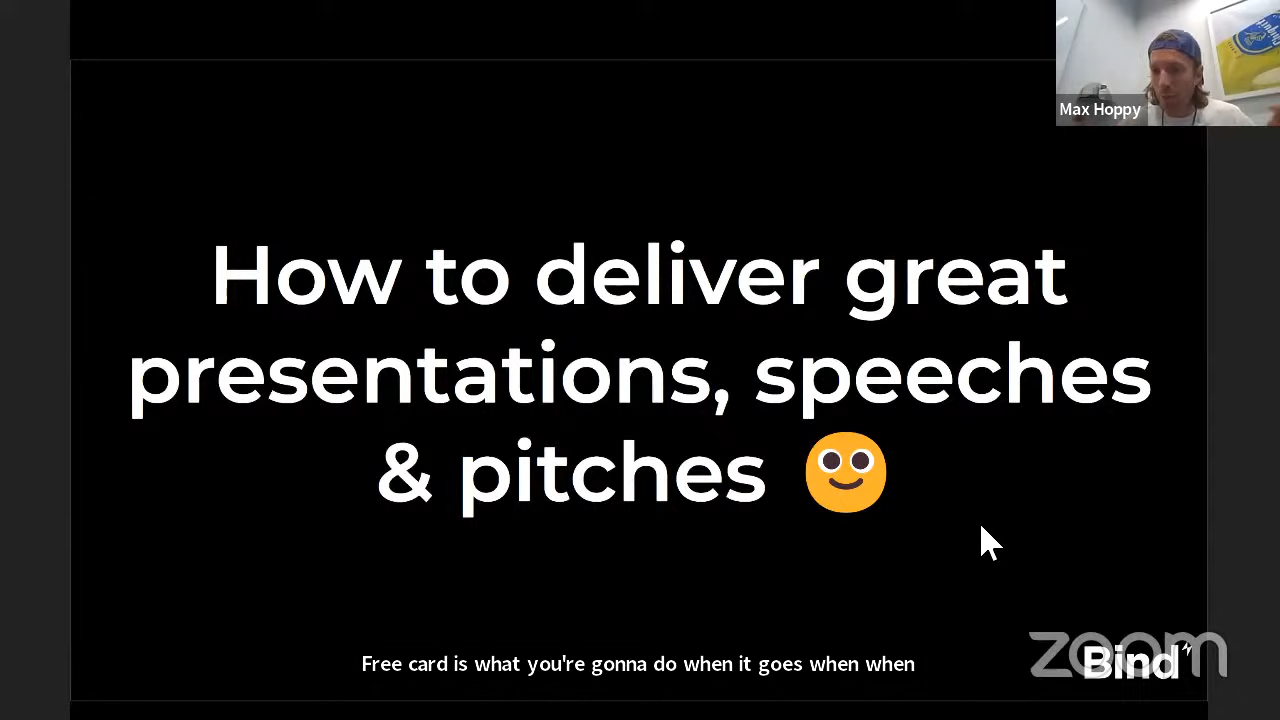 Max Hoppy
How to deliver great
presentations, speeches
& pitches
Free card is what you're gonna do when it goes when when
zoom
Bind